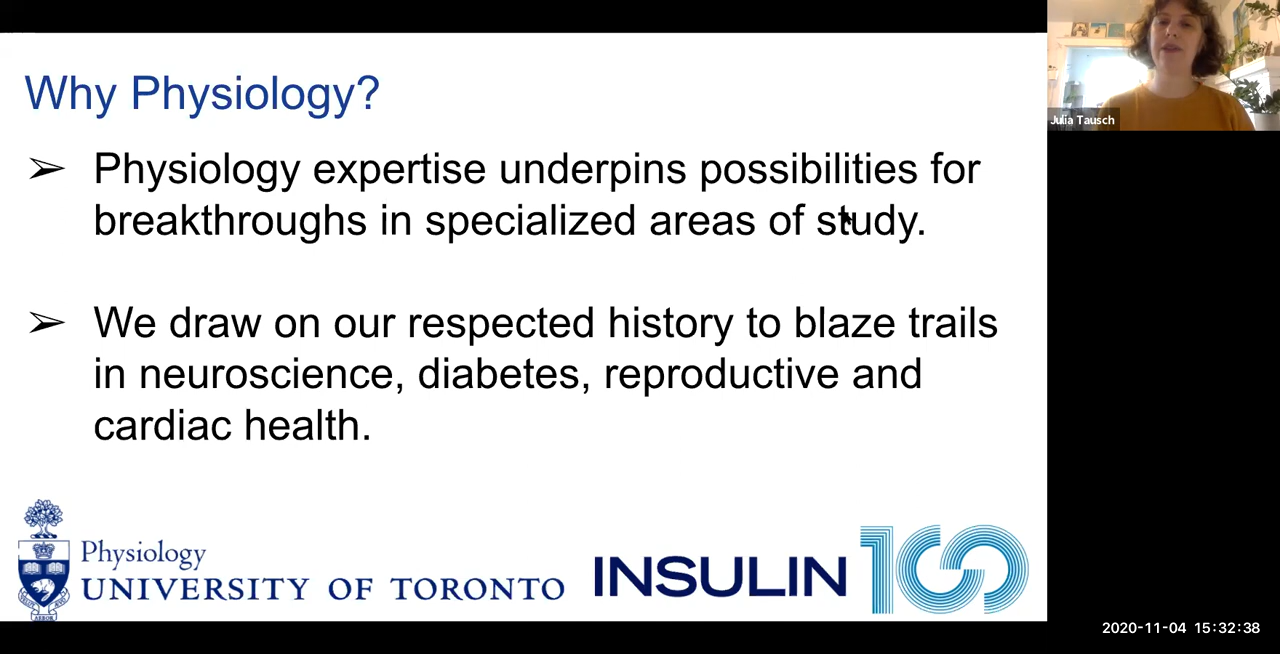 Why Physiology?
➢ Physiology expertise underpins possibilities for
breakthroughs in specialized areas of study.
➢ We draw on our respected history to blaze trails
in neuroscience, diabetes, reproductive and
cardiac health.
Physiology
UNIVERSITY OF TORONTO
INSULIN 100
Julia Tausch
2020-11-04 15:32:38